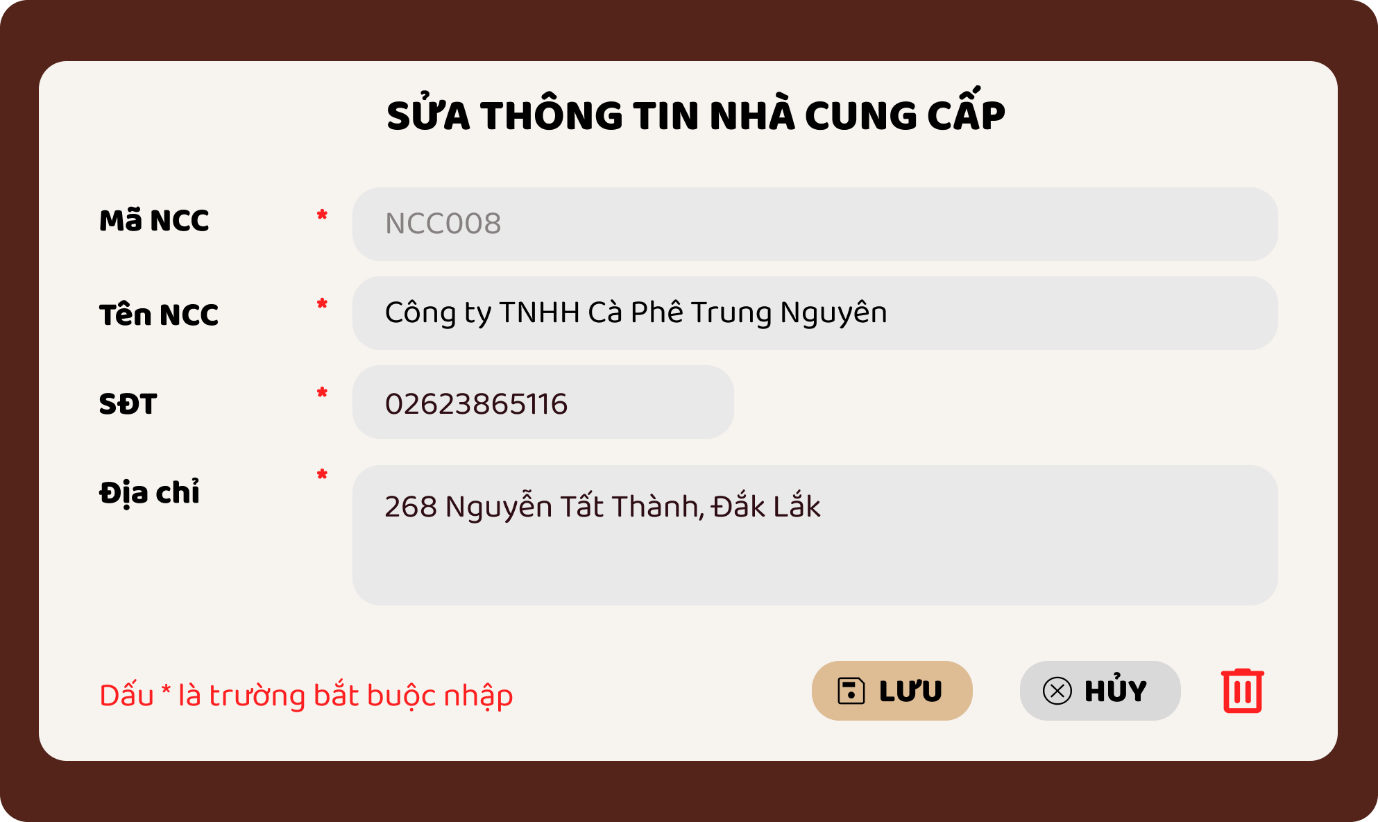 SỬA THÔNG TIN NHÀ CUNG CẤP
Mã NCC * NCC008
Tên NCC * Công ty TNHH Cà Phê Trung Nguyên
SĐT * 02623865116
Địa chỉ * 268 Nguyễn Tất Thành, Đắk Lắk
Dấu * là trường bắt buộc nhập LƯU HỦY